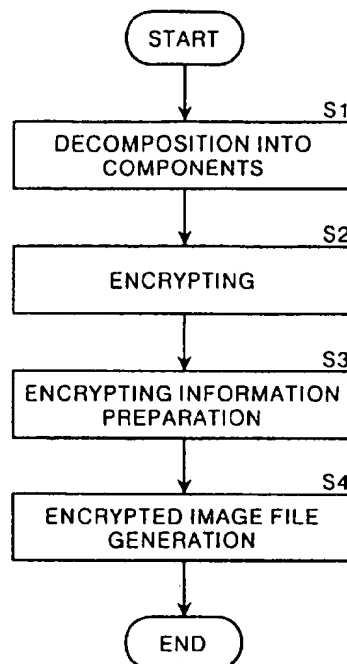 START
S1
DECOMPOSITION INTO
COMPONENTS
S2
ENCRYPTING
S3
ENCRYPTING INFORMATION
PREPARATION
S4
ENCRYPTED IMAGE FILE
GENERATION
END